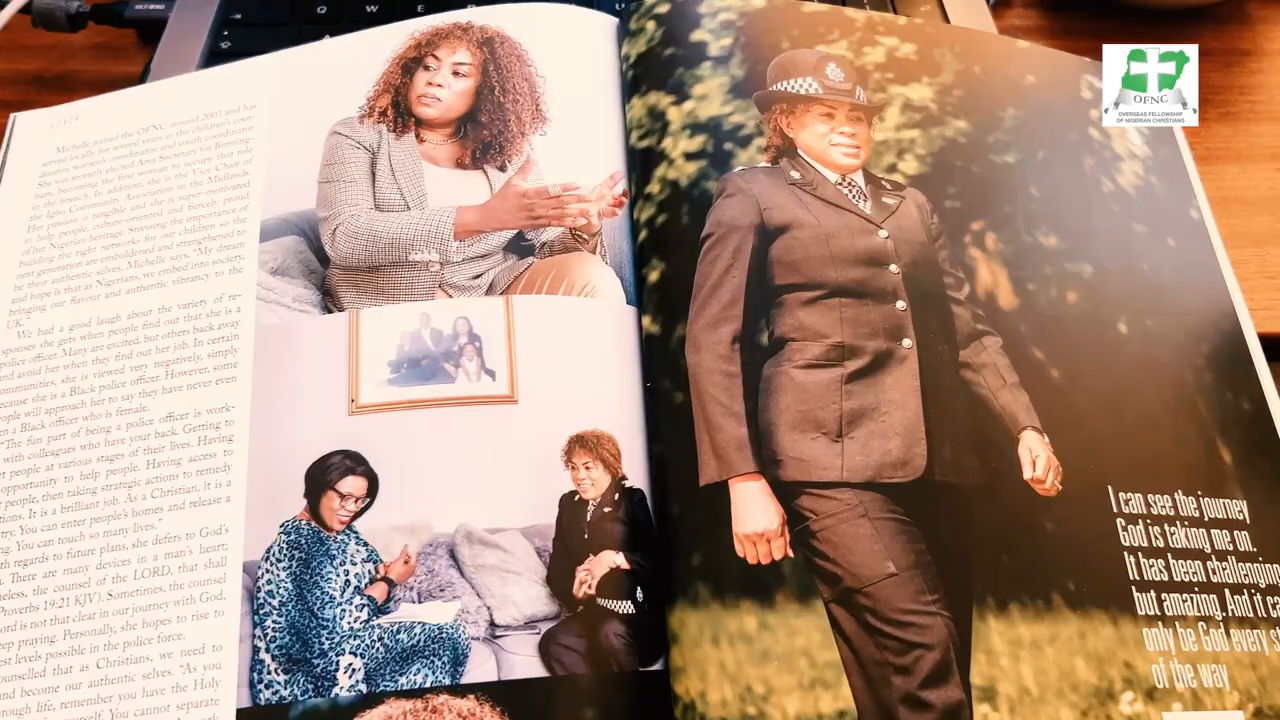 Q W E
Michelle joined the OFNC around 2003 and has
served locally for several years as the children's coor-
dinator, women's coordinator, and youth coordinator.
She was recently elected Area Secretary for Birming-
ham, becoming the first woman to occupy that role
in the branch. In addition, she is the Vice Chair of
the Igbo Community Association in the Midlands.
Her passion is tangible and she is self-motivated
to help people, culture-oriented and fiercely proud
of our Nigerian heritage. Stressing the importance of
building the right networks for our children so the
next generation are emboldened and strengthened to
be their authentic selves, Michelle says, "My dream
and hope is that as Nigerians, we embed into society,
bringing our flavour and authentic vibrancy to the
UK."
We had a good laugh about the variety of re-
sponses she gets when people find out that she is a
police officer. Many are excited, but others back away
and avoid her when they find out her job. In certain
communities, she is viewed very negatively, simply
because she is a Black police officer. However, some
people will approach her to say they have never even
a Black officer who is female.
"The fun part of being a police officer is work-
with colleagues who have your back. Getting to
people at various stages of their lives. Having
opportunity to help people. Having access to
people, then taking strategic actions to remedy
It is a brilliant job. As a Christian, it is a
You can enter people's homes and release a
You can touch so many lives."
th regards to future plans, she defers to God's
There are many devices in a man's heart;
the counsel of the LORD, that shall
(Proverbs 19:21 KJV). Sometimes, the counsel
ord is not that clear in our journey with God,
eep praying. Personally, she hopes to rise to
est levels possible in the police force.
ounselled that as Christians, we need to
nd become our authentic selves. "As you
rough life, remember you have the Holy
yourself. You cannot separate
OFNC
OVERSEAS FELLOWSHIP
OF NIGERIAN CHRISTIANS
I can see the journey
God is taking me on.
It has been challenging
but amazing. And it ca
only be God every s
of the way